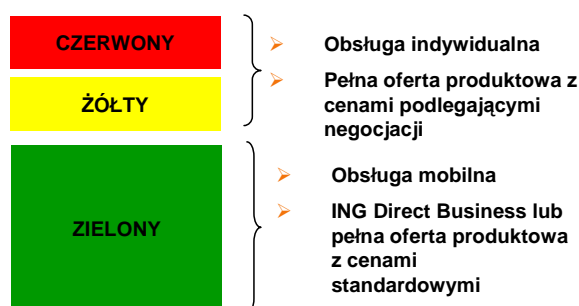 CZERWONY
ŻÓŁTY
Obsługa indywidualna
Pełna oferta produktowa z
cenami podlegającymi
negocjacji
ZIELONY
Obsługa mobilna
ING Direct Business lub
pełna oferta produktowa
z cenami
standardowymi